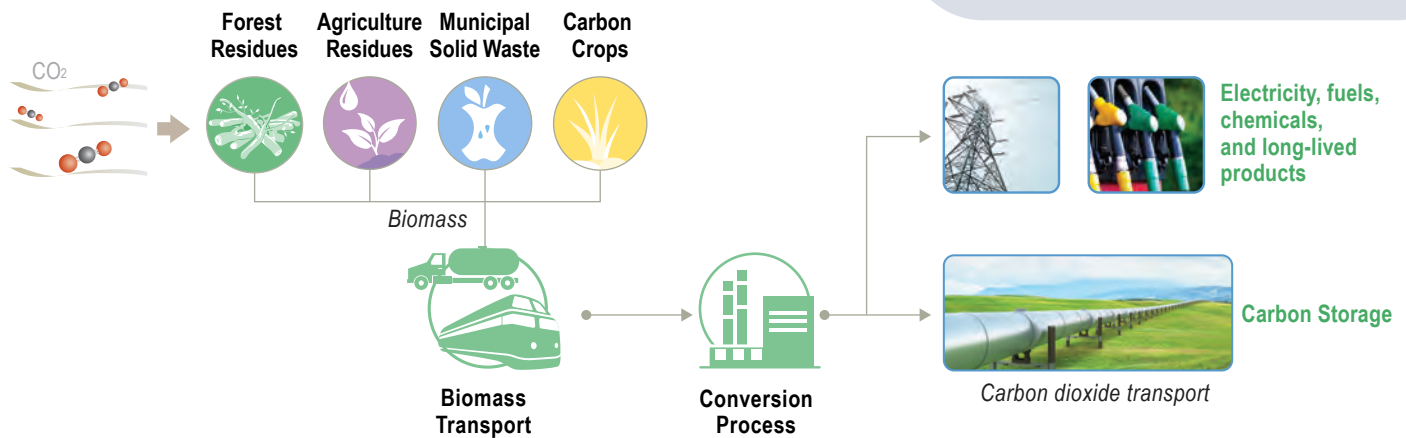 CO₂
Forest
Residues
Agriculture
Residues
Municipal
Solid Waste
Carbon
Crops
Biomass
Biomass
Transport
Conversion
Process
Electricity, fuels,
chemicals,
and long-lived
products
Carbon Storage
Carbon dioxide transport